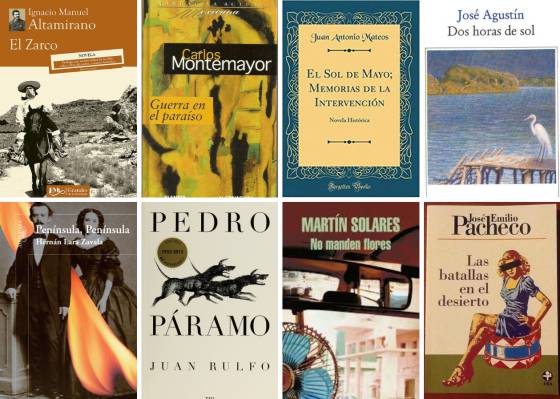 Ignacio Manuel
Altamirano
El Zarco
NOVELA
Grandes
Carlos
Montemayor
Guerra en
el paraíso
Juan Antonio Mateos
EL SOL DE MAYO;
MEMORIAS DE LA
INTERVENCIÓN
Novela Histórica
José Agustín
Dos horas de sol
Península, Península
Hernán Lara Zavala
PEDRO
PÁRAMO
JUAN RULFO
MARTÍN SOLARES
No manden flores
José Emilio
Pacheco
Las
batallas
en el
desierto